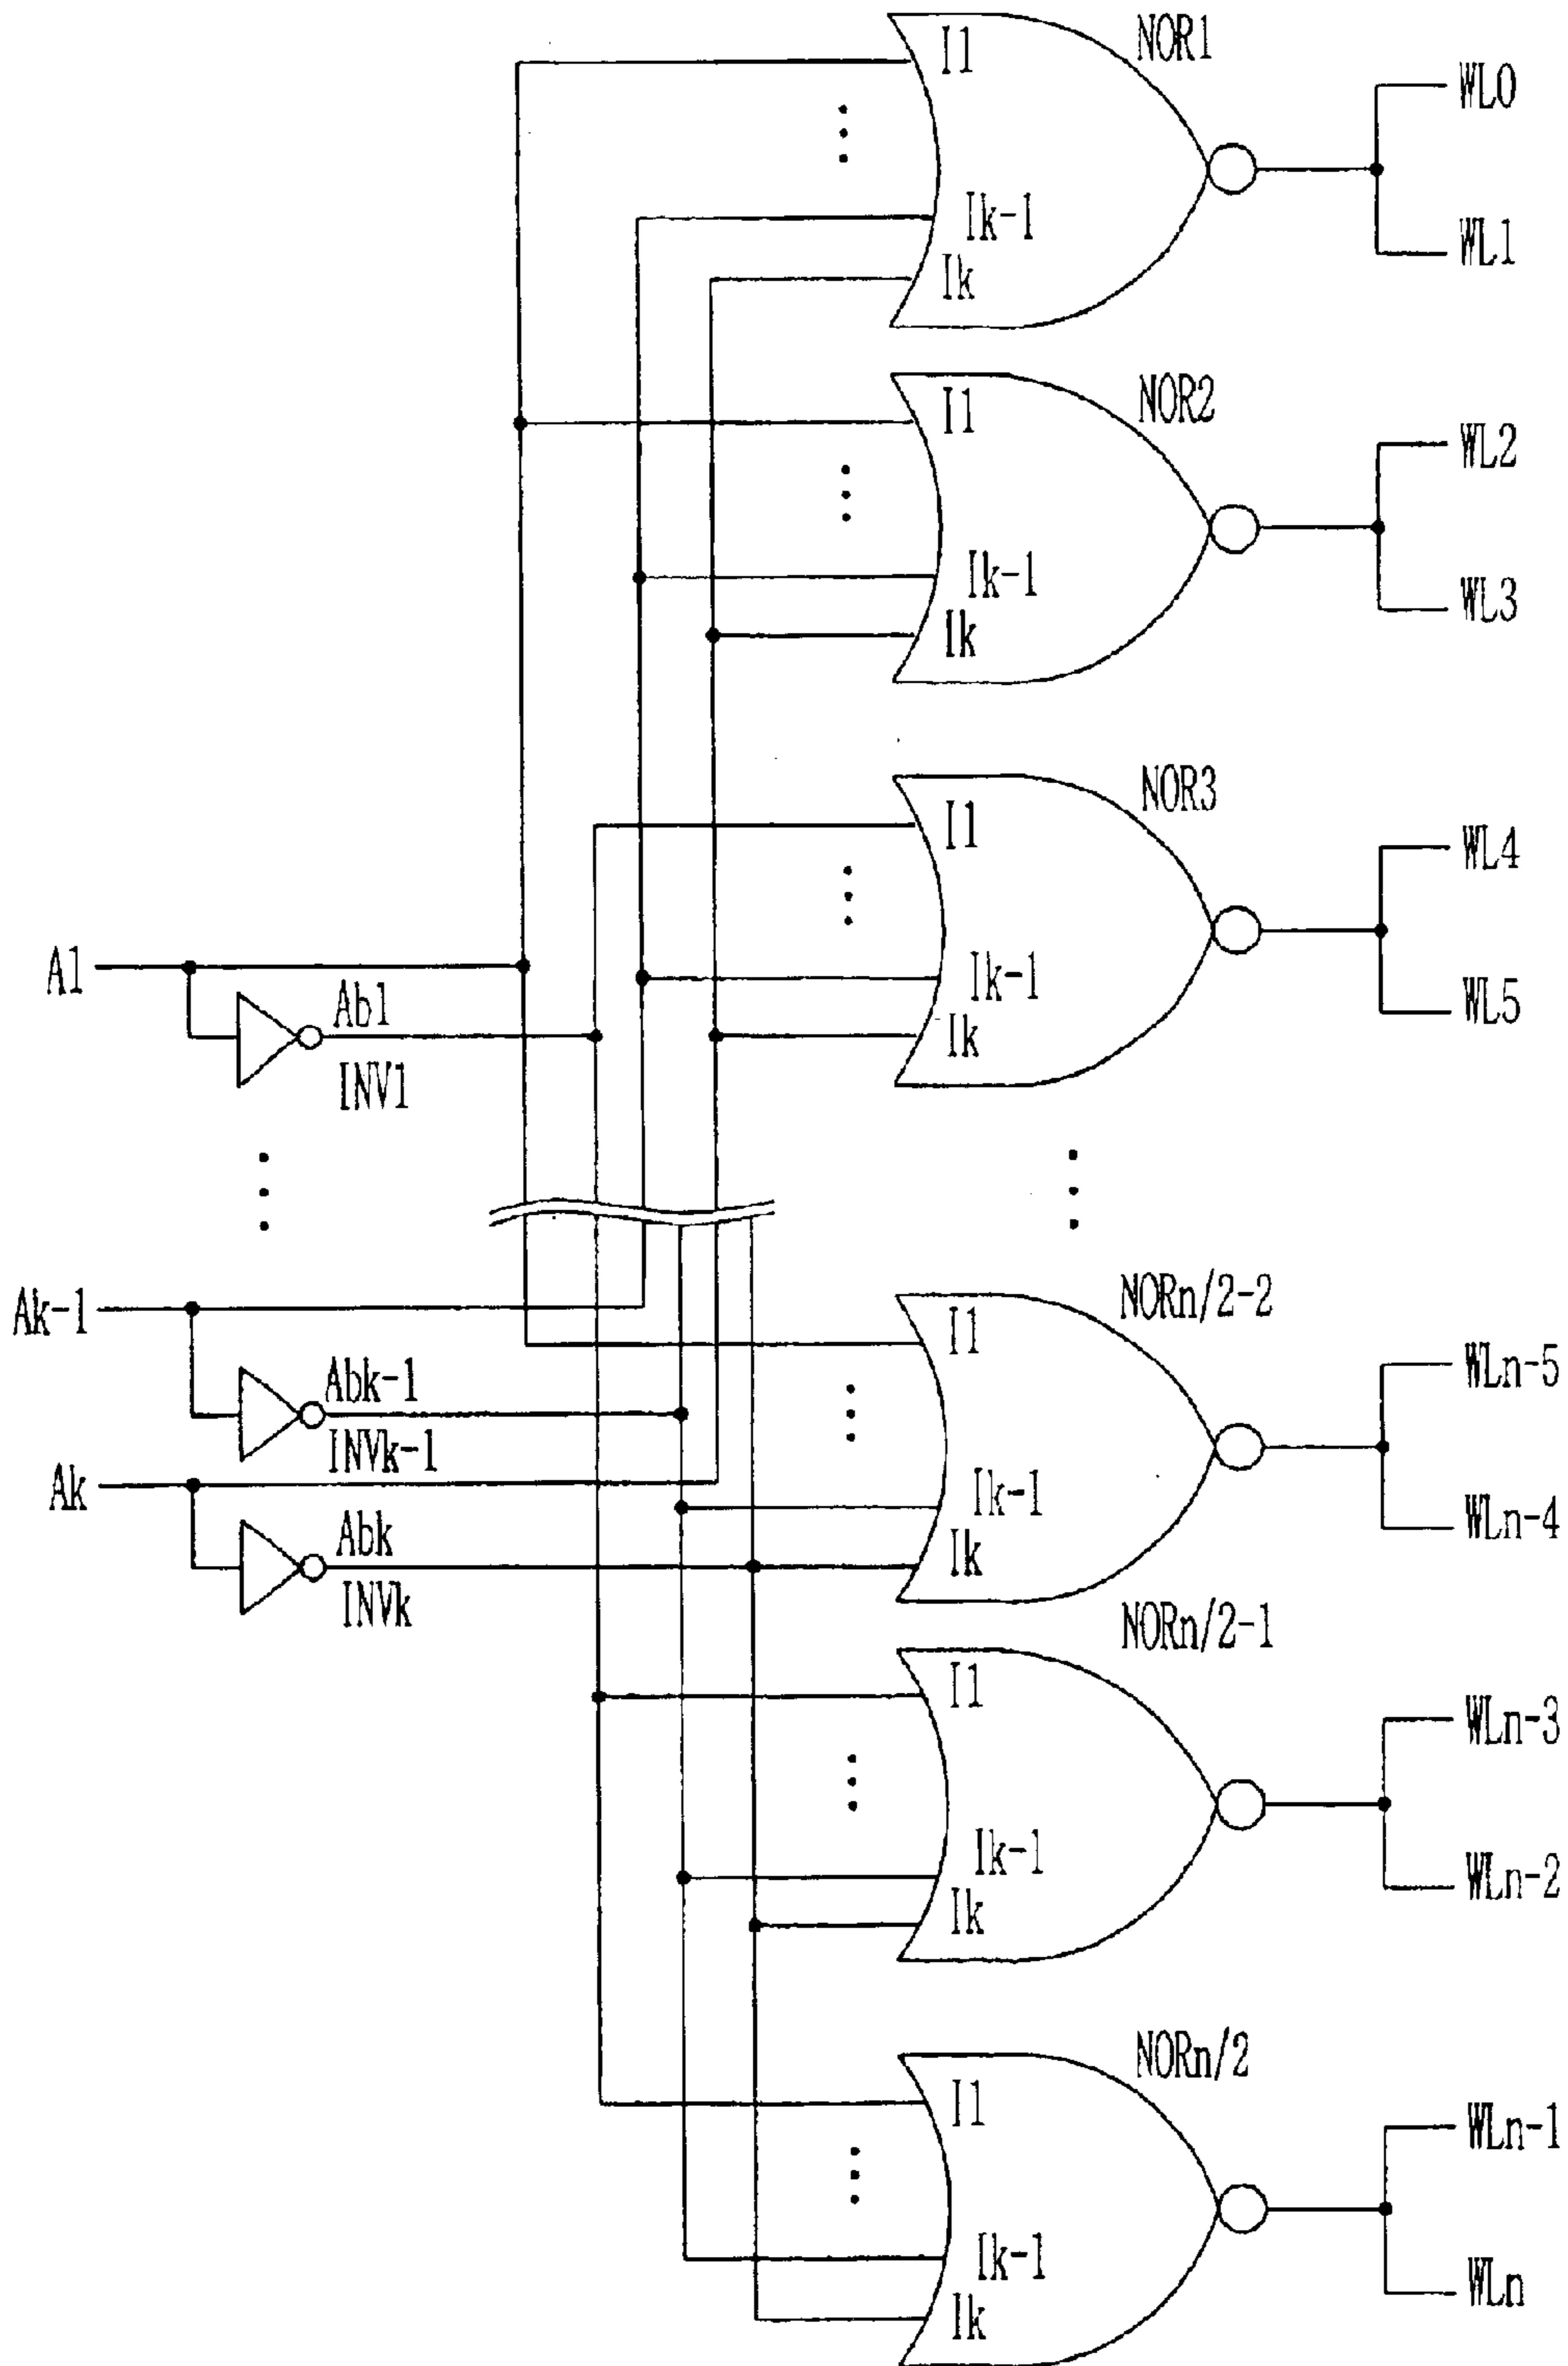 NOR1
I1
Ik-1
Ik
WL0
WL1
NOR2
I1
Ik-1
Ik
WL2
WL3
NOR3
I1
Ik-1
Ik
WL4
WL5
A1
Ab1
INV1
Ak-1
Abk-1
INVk-1
Ak
Abk
INVk
NORn/2-2
I1
Ik-1
Ik
WLn-5
WLn-4
NORn/2-1
I1
Ik-1
Ik
WLn-3
WLn-2
NORn/2
I1
Ik-1
Ik
WLn-1
WLn